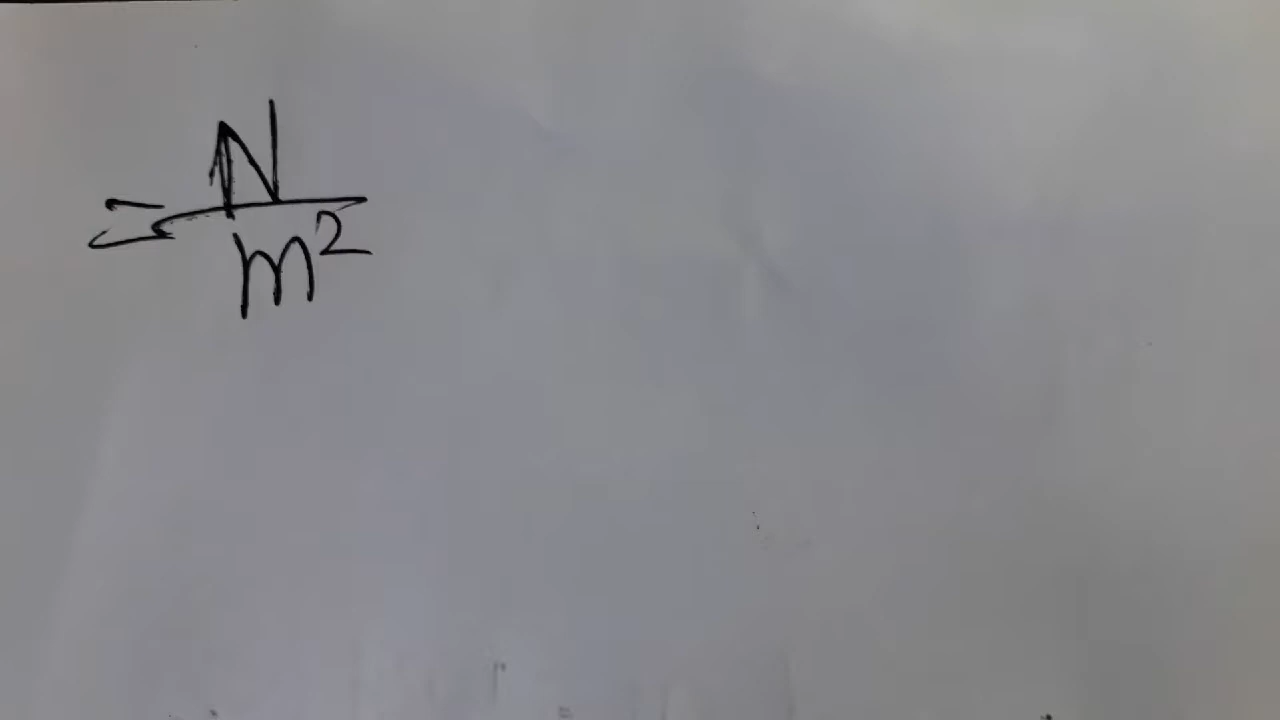 = N/m²